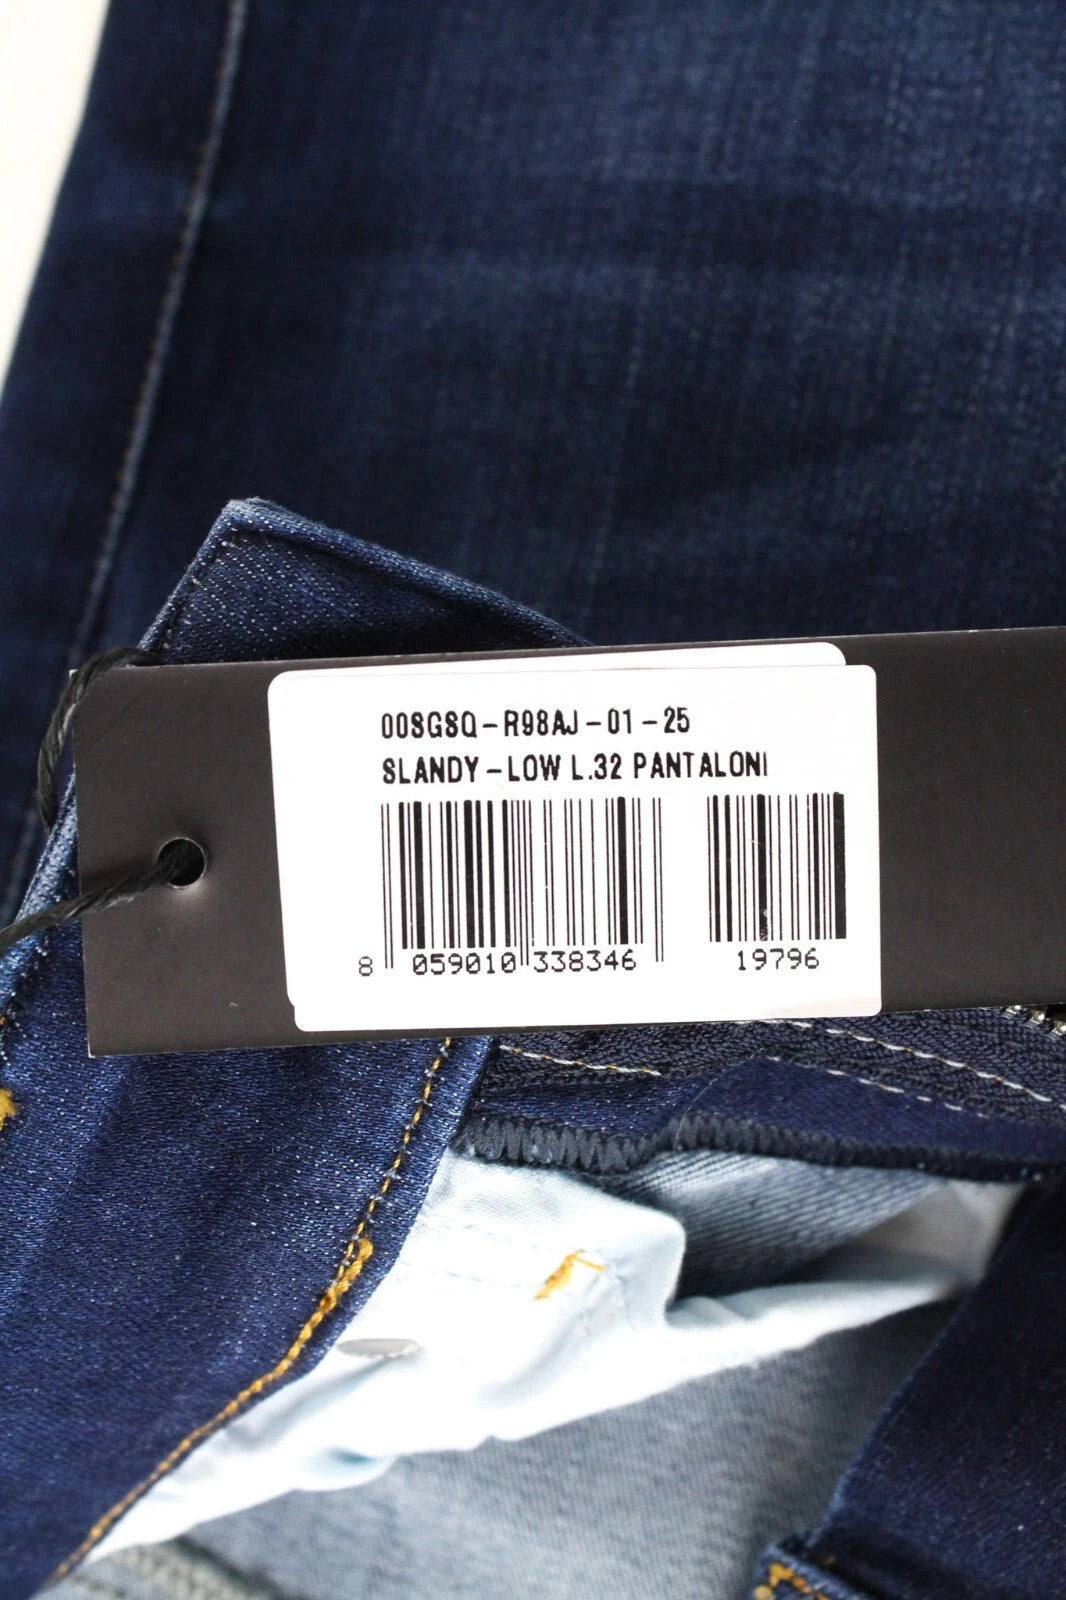 00SGSQ-R98AJ-01-25
SLANDY-LOW L.32 PANTALONI
8 059010 338346 19796